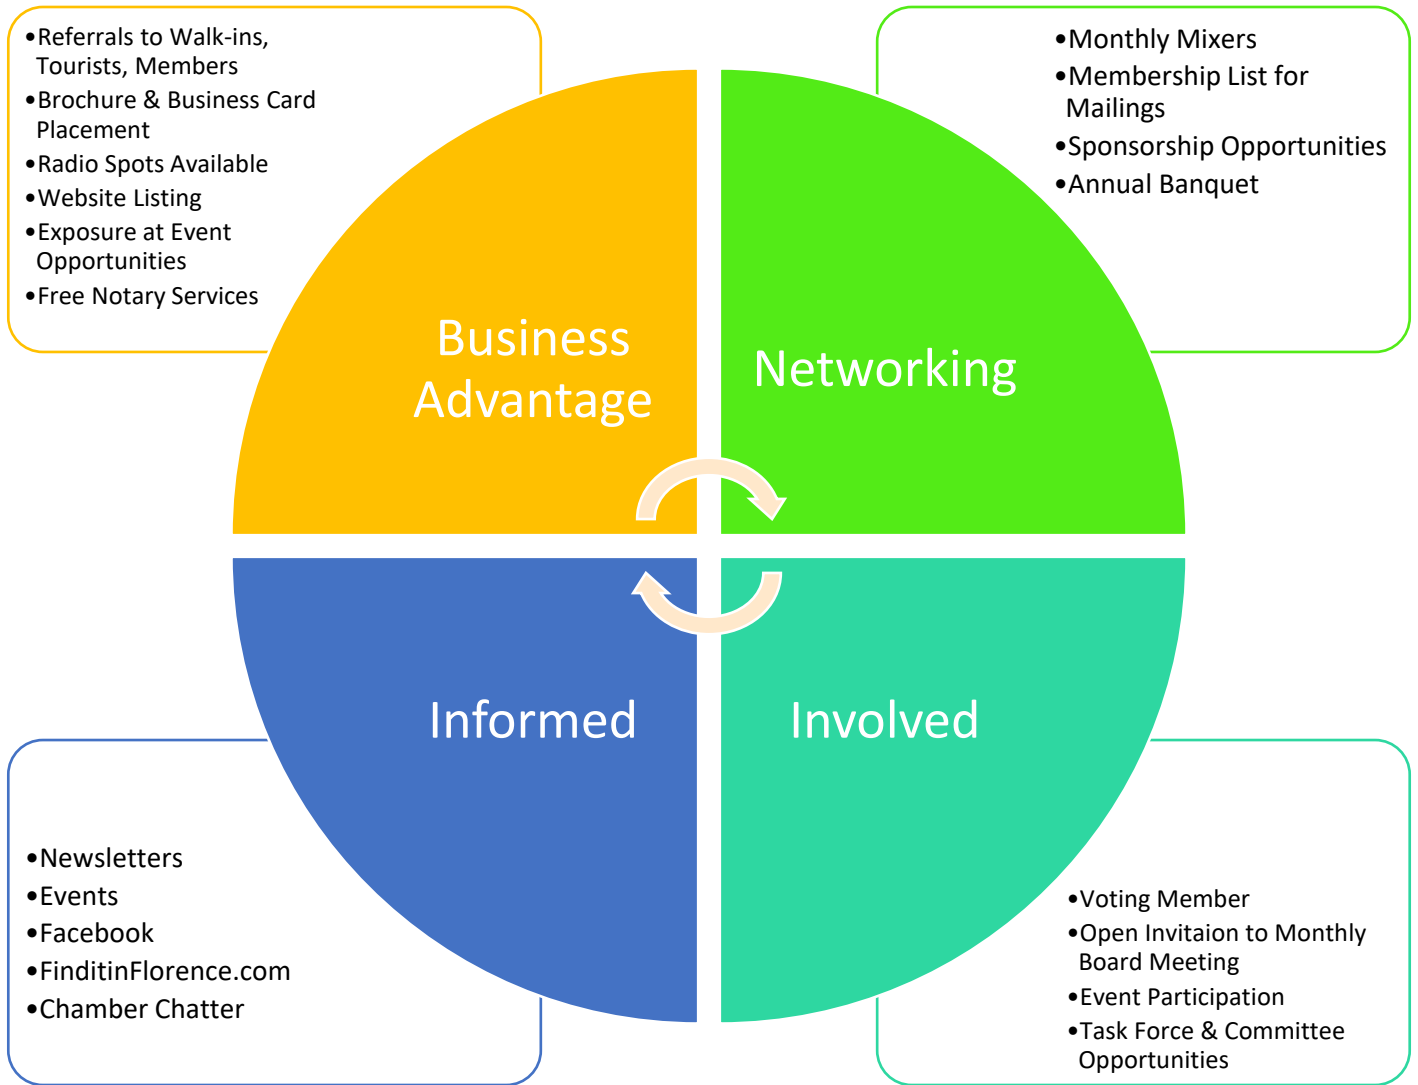 •Referrals to Walk-ins,
Tourists, Members
•Brochure & Business Card
Placement
•Radio Spots Available
•Website Listing
•Exposure at Event
Opportunities
•Free Notary Services
•Monthly Mixers
•Membership List for
Mailings
•Sponsorship Opportunities
•Annual Banquet
Business
Advantage
Networking
Informed
Involved
•Newsletters
•Events
•Facebook
•FinditinFlorence.com
•Chamber Chatter
•Voting Member
•Open Invitaion to Monthly
Board Meeting
•Event Participation
•Task Force & Committee
Opportunities